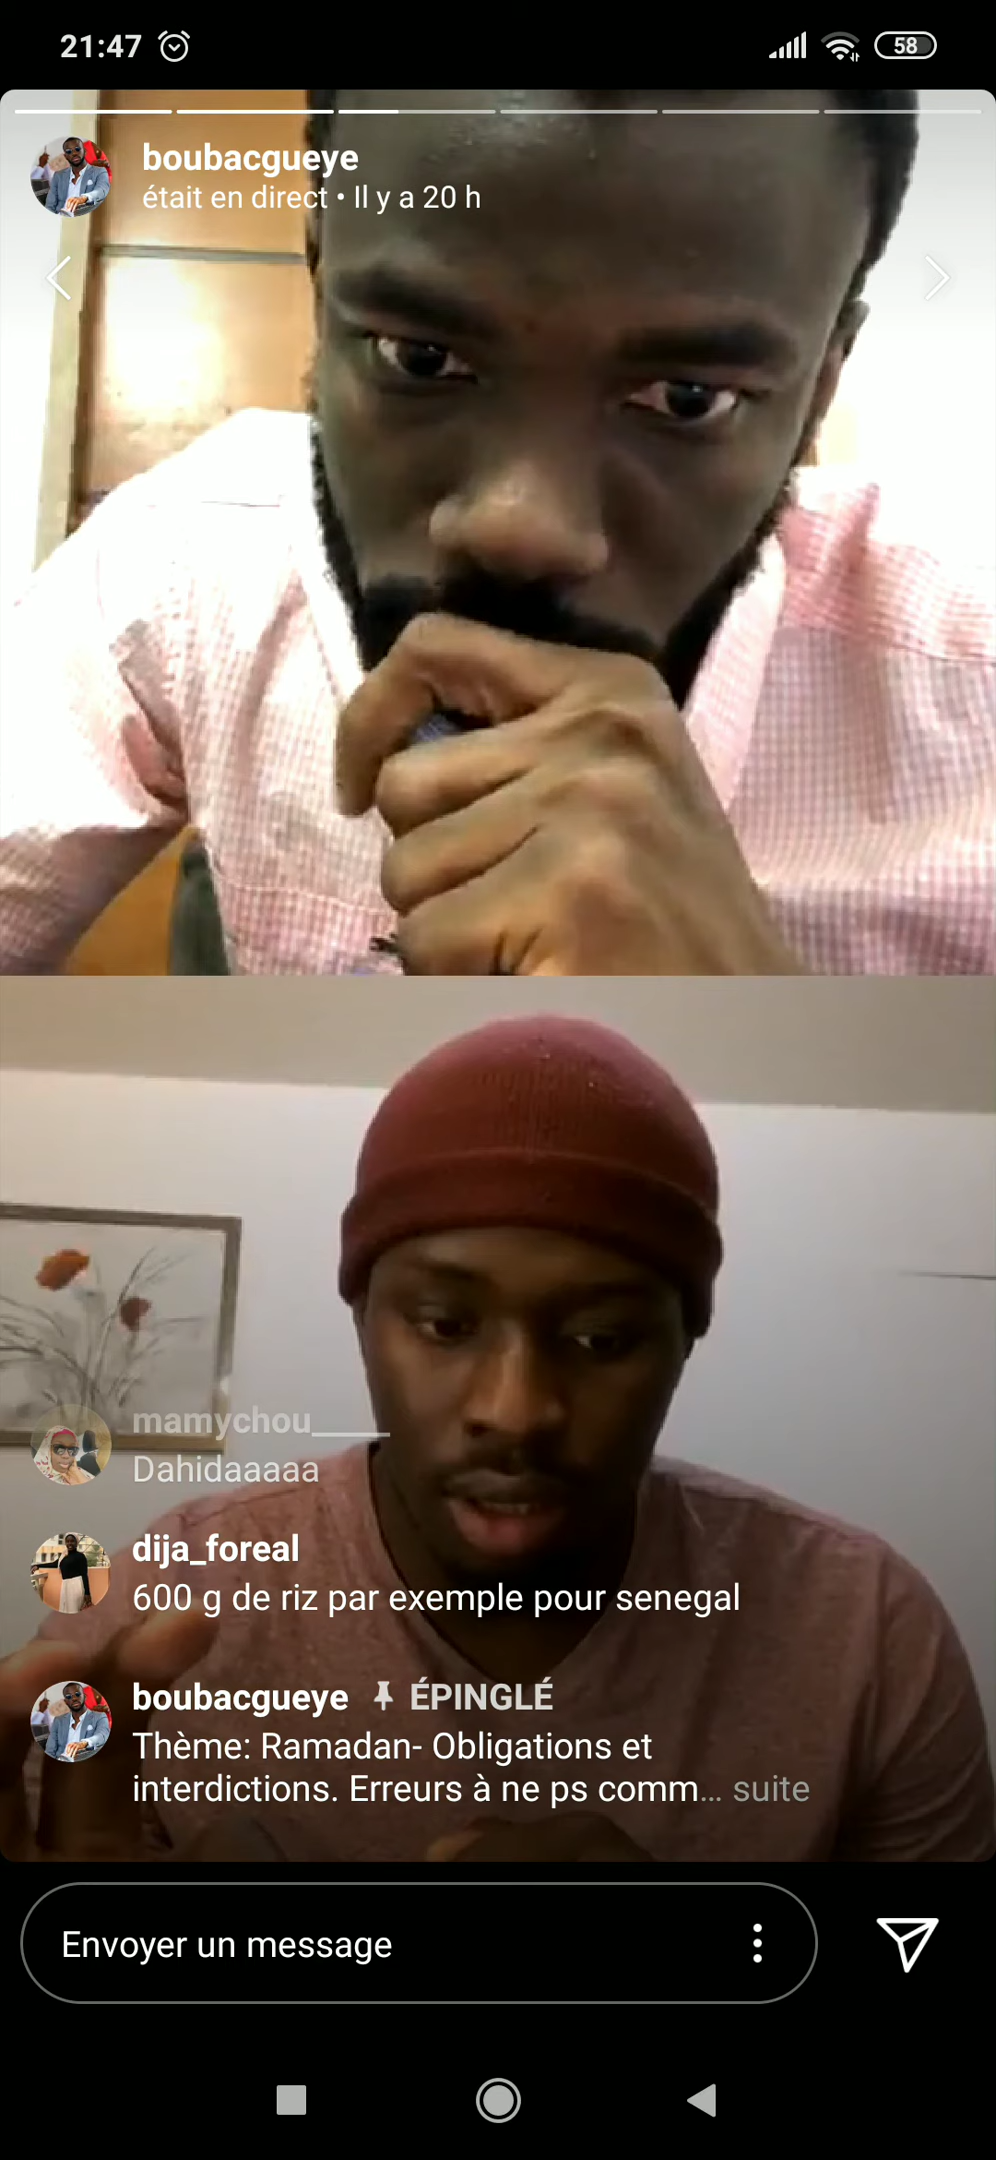 21:47
58
boubacgueye
était en direct • Il y a 20 h
mamychou_____
Dahidaaaaa
dija_foreal
600 g de riz par exemple pour senegal
boubacgueye ÉPINGLÉ
Thème: Ramadan- Obligations et
interdictions. Erreurs à ne ps comm... suite
Envoyer un message